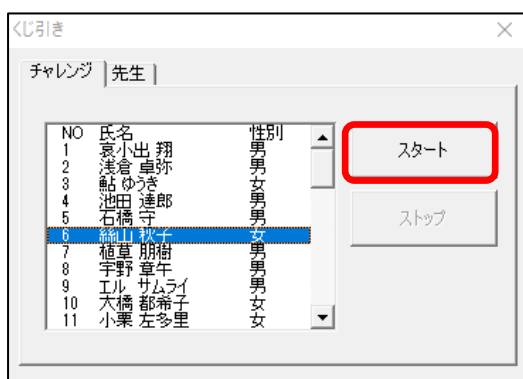 くじ引き
チャレンジ 先生
NO 氏名 性別
1 哀小出 翔 男
2 浅倉 卓弥 男
3 鮎 ゆうき 女
4 池田 達郎 男
5 石橋 守 男
6 絲山 秋子 女
7 植草 朋樹 男
8 宇野 章午 男
9 エル サムライ 男
10 大橋 都希子 女
11 小栗 左多里 女
スタート
ストップ